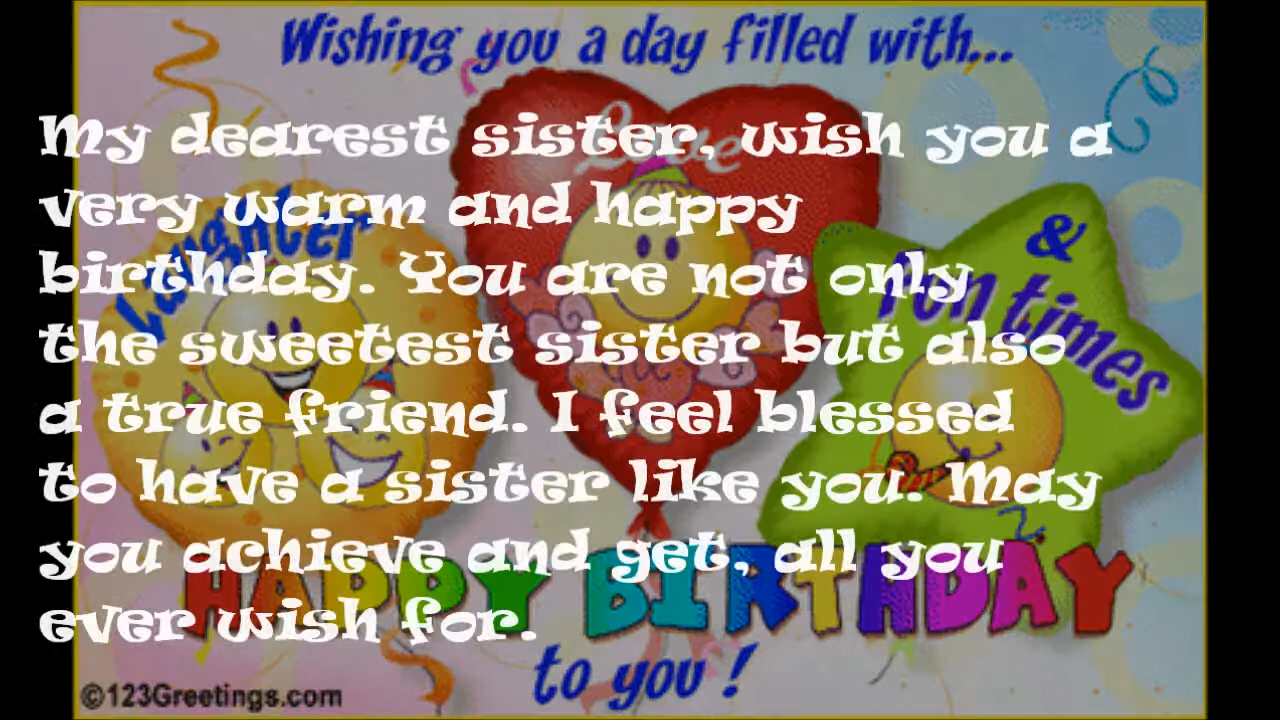 Wishing you a day filled with...
My dearest sister, wish you a
very warm and happy
birthday. You are not only
the sweetest sister but also
a true friend. I feel blessed
to have a sister like you. May
you achieve and get, all you
ever wish for.
Laughter
Love
&
fun times
HAPPY BIRTHDAY
to you !
©123Greetings.com